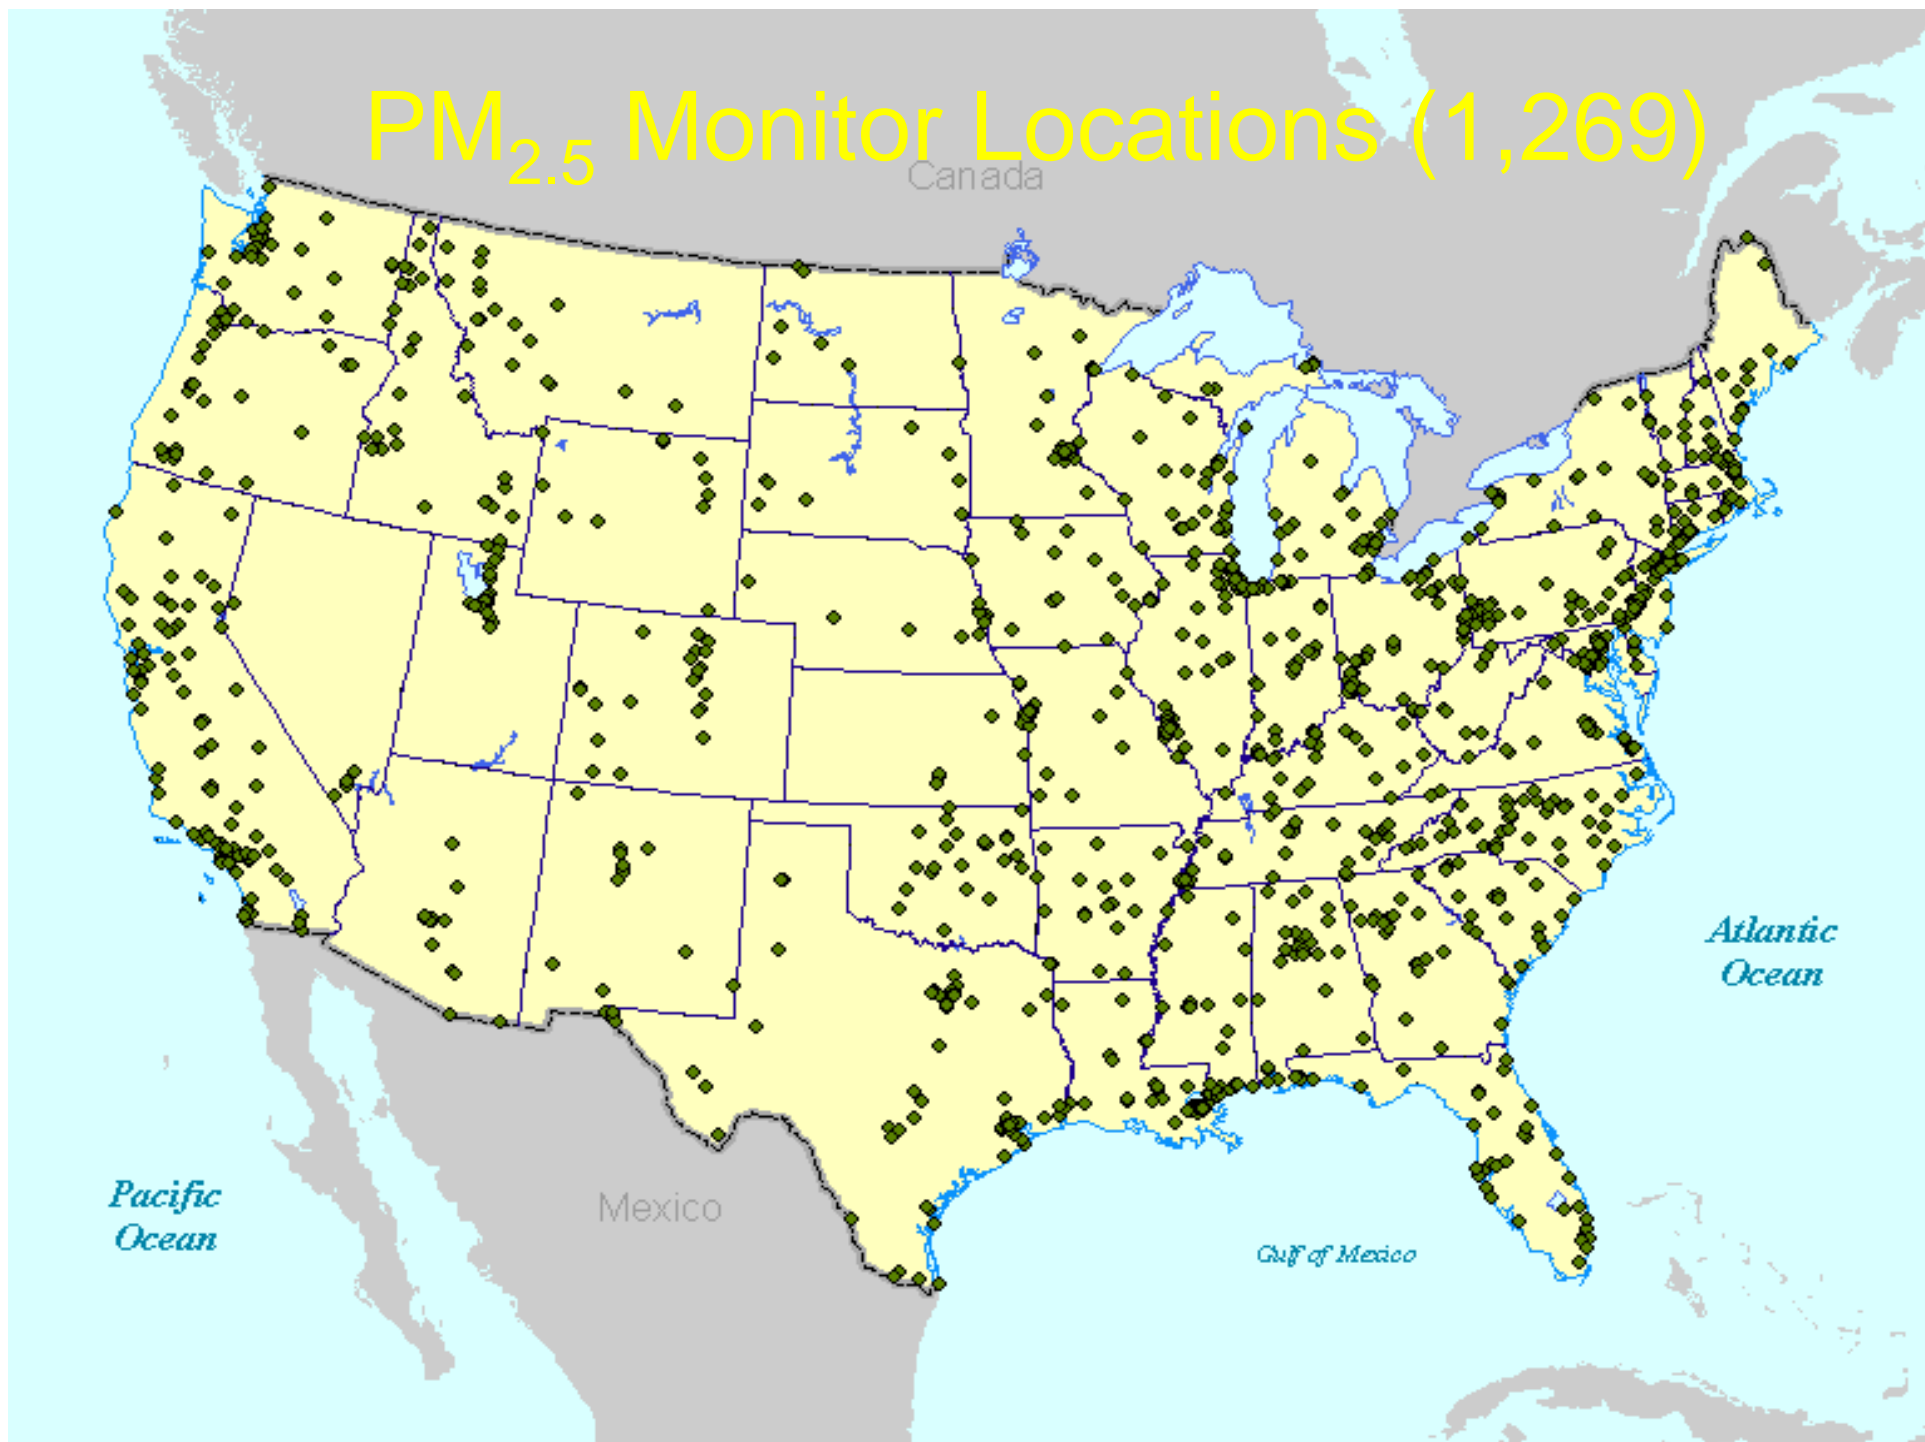 PM2.5 Monitor Locations (1,269)
Canada
Atlantic
Ocean
Pacific
Ocean
Mexico
Gulf of Mexico